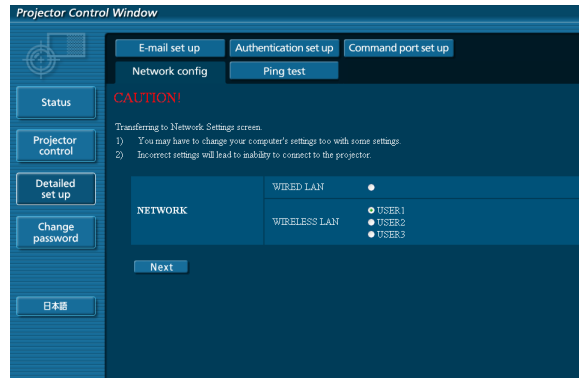 Projector Control Window
E-mail set up
Authentication set up
Command port set up
Network config
Ping test
Status
Projector
control
Detailed
set up
Change
password
日本語
CAUTION!
Transferring to Network Settings screen.
1) You may have to change your computer's settings too with some settings.
2) Incorrect settings will lead to inability to connect to the projector.
NETWORK
WIRED LAN
WIRELESS LAN
USER1
USER2
USER3
Next